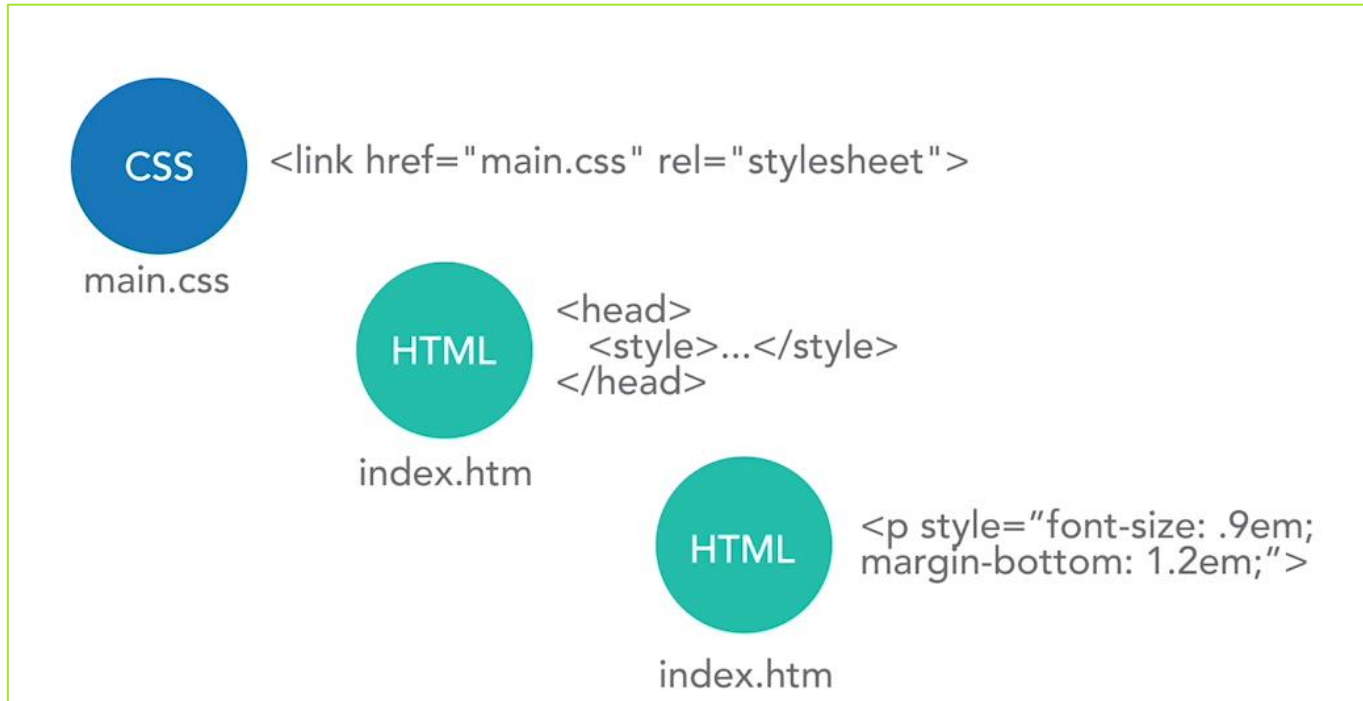 CSS
<link href="main.css" rel="stylesheet">
main.css
HTML
<head>
<style>...</style>
</head>
index.htm
HTML
<p style=”font-size: .9em;
margin-bottom: 1.2em;”>
index.htm